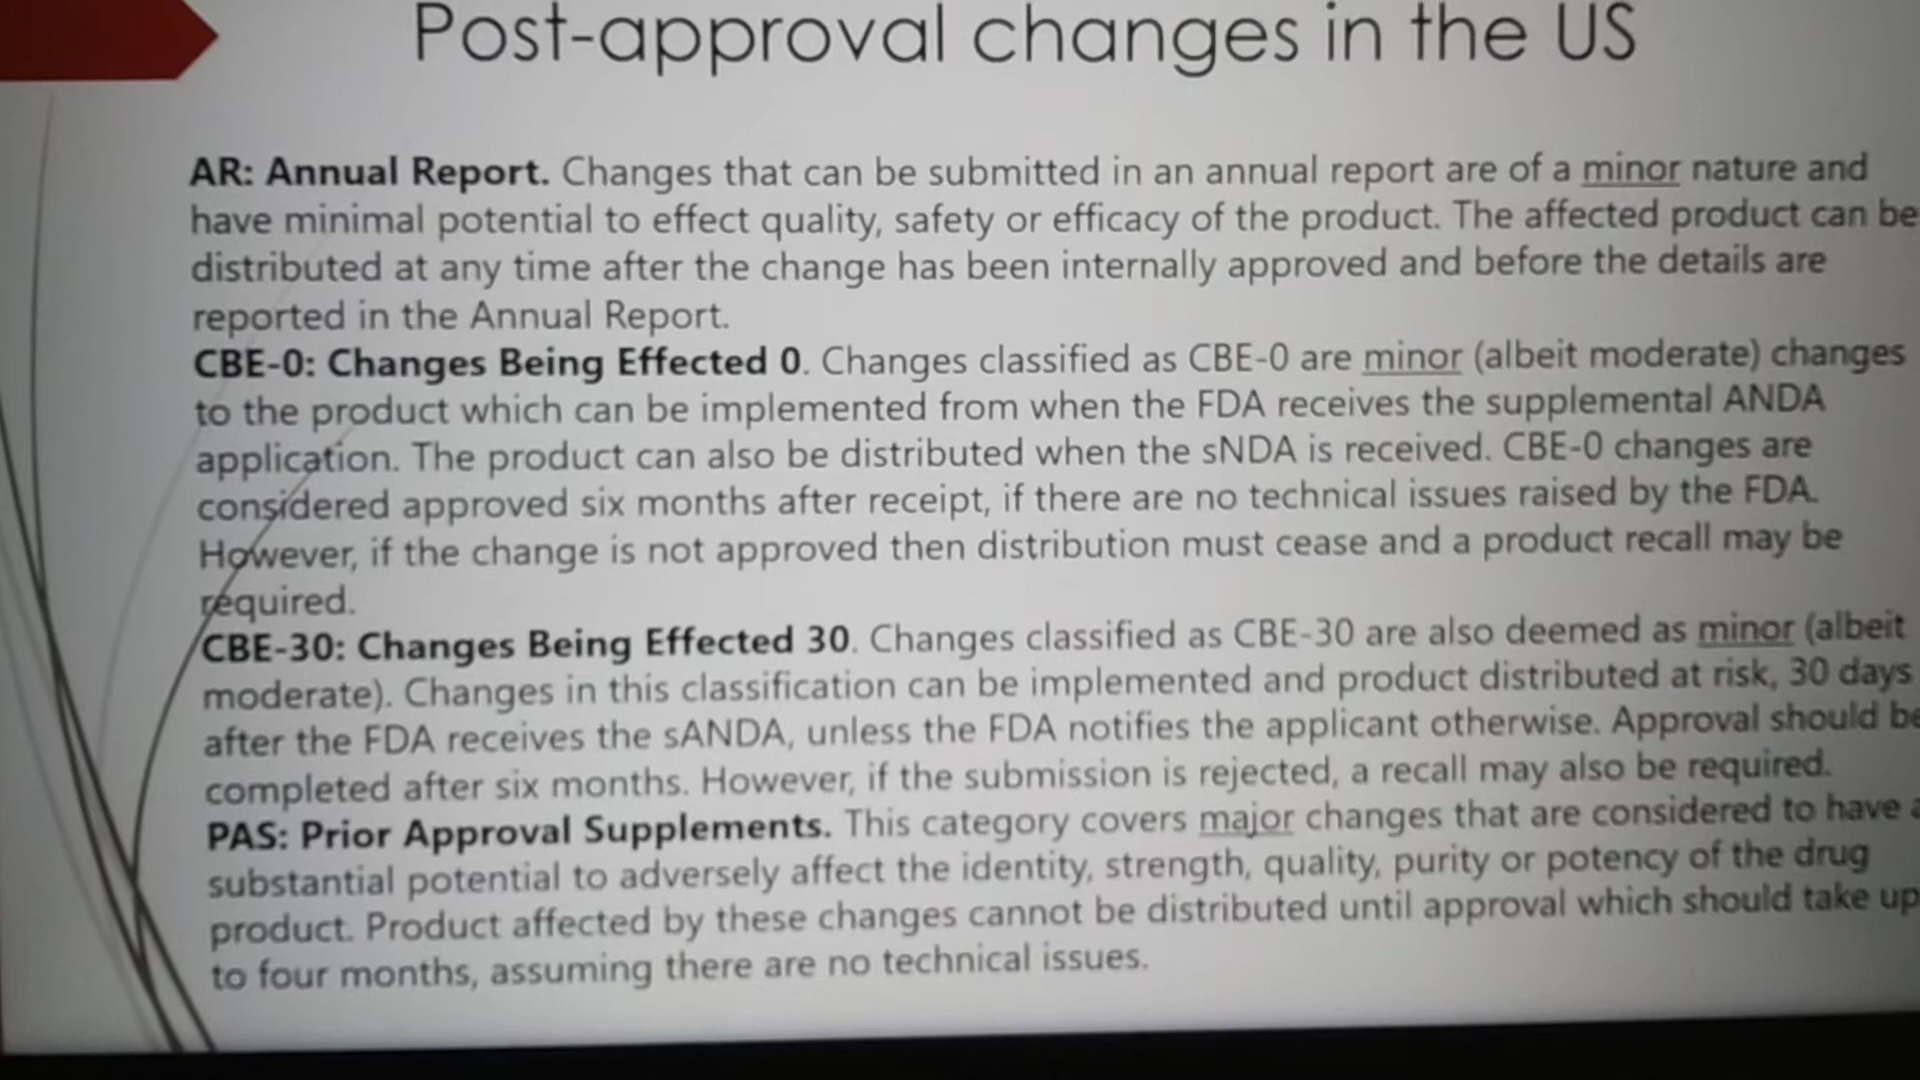 Post-approval changes in the US
AR: Annual Report. Changes that can be submitted in an annual report are of a minor nature and
have minimal potential to effect quality, safety or efficacy of the product. The affected product can be
distributed at any time after the change has been internally approved and before the details are
reported in the Annual Report.
CBE-0: Changes Being Effected 0. Changes classified as CBE-0 are minor (albeit moderate) changes
to the product which can be implemented from when the FDA receives the supplemental ANDA
application. The product can also be distributed when the sNDA is received. CBE-0 changes are
considered approved six months after receipt, if there are no technical issues raised by the FDA.
However, if the change is not approved then distribution must cease and a product recall may be
required.
CBE-30: Changes Being Effected 30. Changes classified as CBE-30 are also deemed as minor (albeit
moderate). Changes in this classification can be implemented and product distributed at risk, 30 days
after the FDA receives the sANDA, unless the FDA notifies the applicant otherwise. Approval should be
completed after six months. However, if the submission is rejected, a recall may also be required.
PAS: Prior Approval Supplements. This category covers major changes that are considered to have a
substantial potential to adversely affect the identity, strength, quality, purity or potency of the drug
product. Product affected by these changes cannot be distributed until approval which should take up
to four months, assuming there are no technical issues.